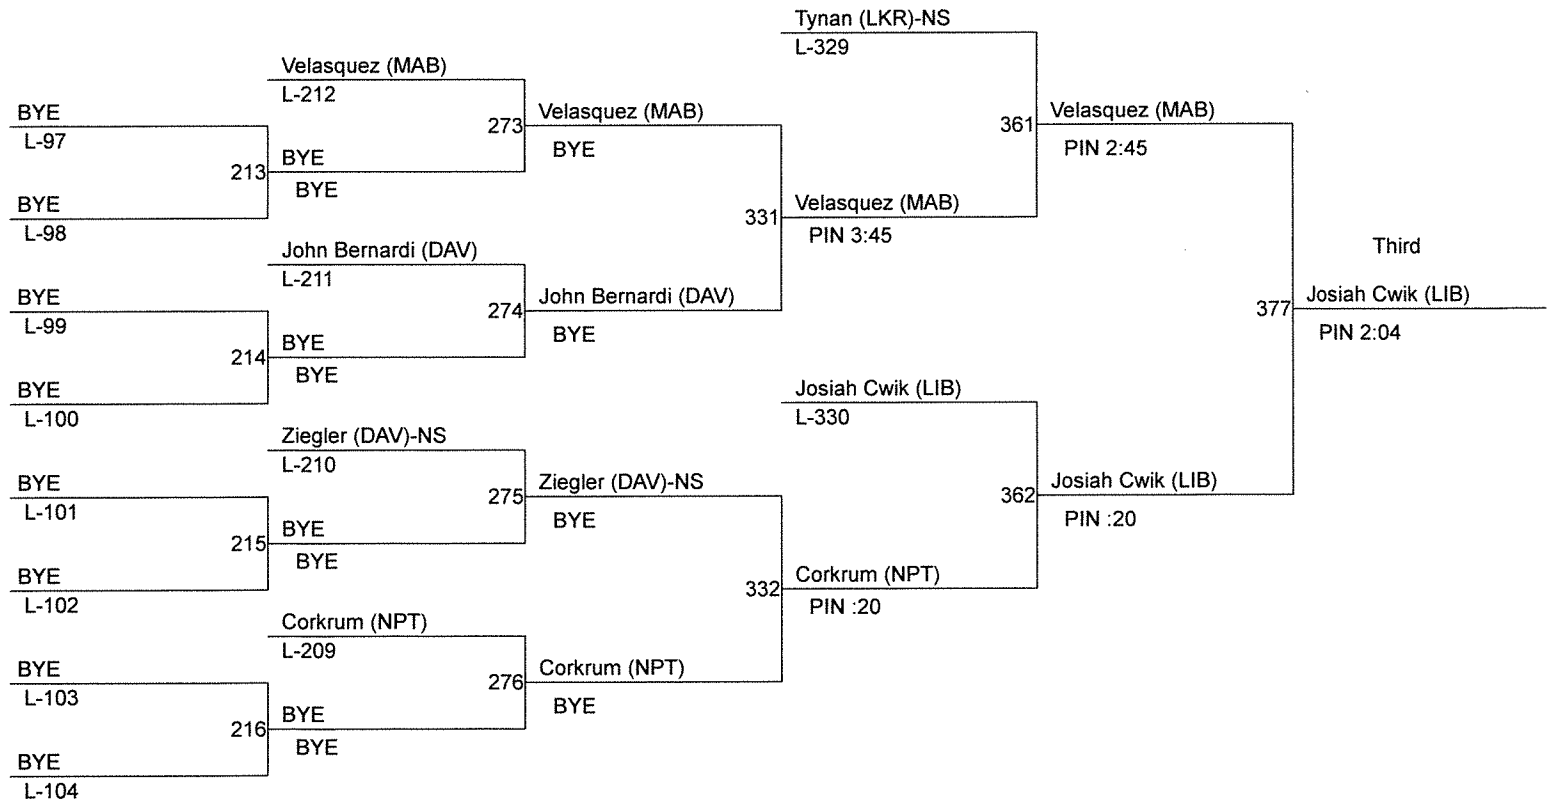 Tynan (LKR)-NS
L-329
Velasquez (MAB)
L-212
BYE
L-97
273
Velasquez (MAB)
BYE
361
Velasquez (MAB)
PIN 2:45
213
BYE
BYE
BYE
L-98
331
Velasquez (MAB)
PIN 3:45
John Bernardi (DAV)
L-211
Third
BYE
L-99
274
John Bernardi (DAV)
BYE
377
Josiah Cwik (LIB)
PIN 2:04
214
BYE
BYE
BYE
L-100
Josiah Cwik (LIB)
L-330
Ziegler (DAV)-NS
L-210
BYE
L-101
275
Ziegler (DAV)-NS
BYE
362
Josiah Cwik (LIB)
PIN :20
215
BYE
BYE
BYE
L-102
332
Corkrum (NPT)
PIN :20
Corkrum (NPT)
L-209
BYE
L-103
276
Corkrum (NPT)
BYE
216
BYE
BYE
BYE
L-104